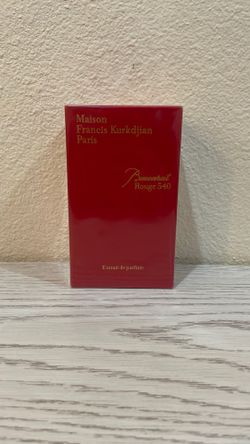 Maison
Francis Kurkdjian
Paris
Baccarat
Rouge 540
Extrait de parfum